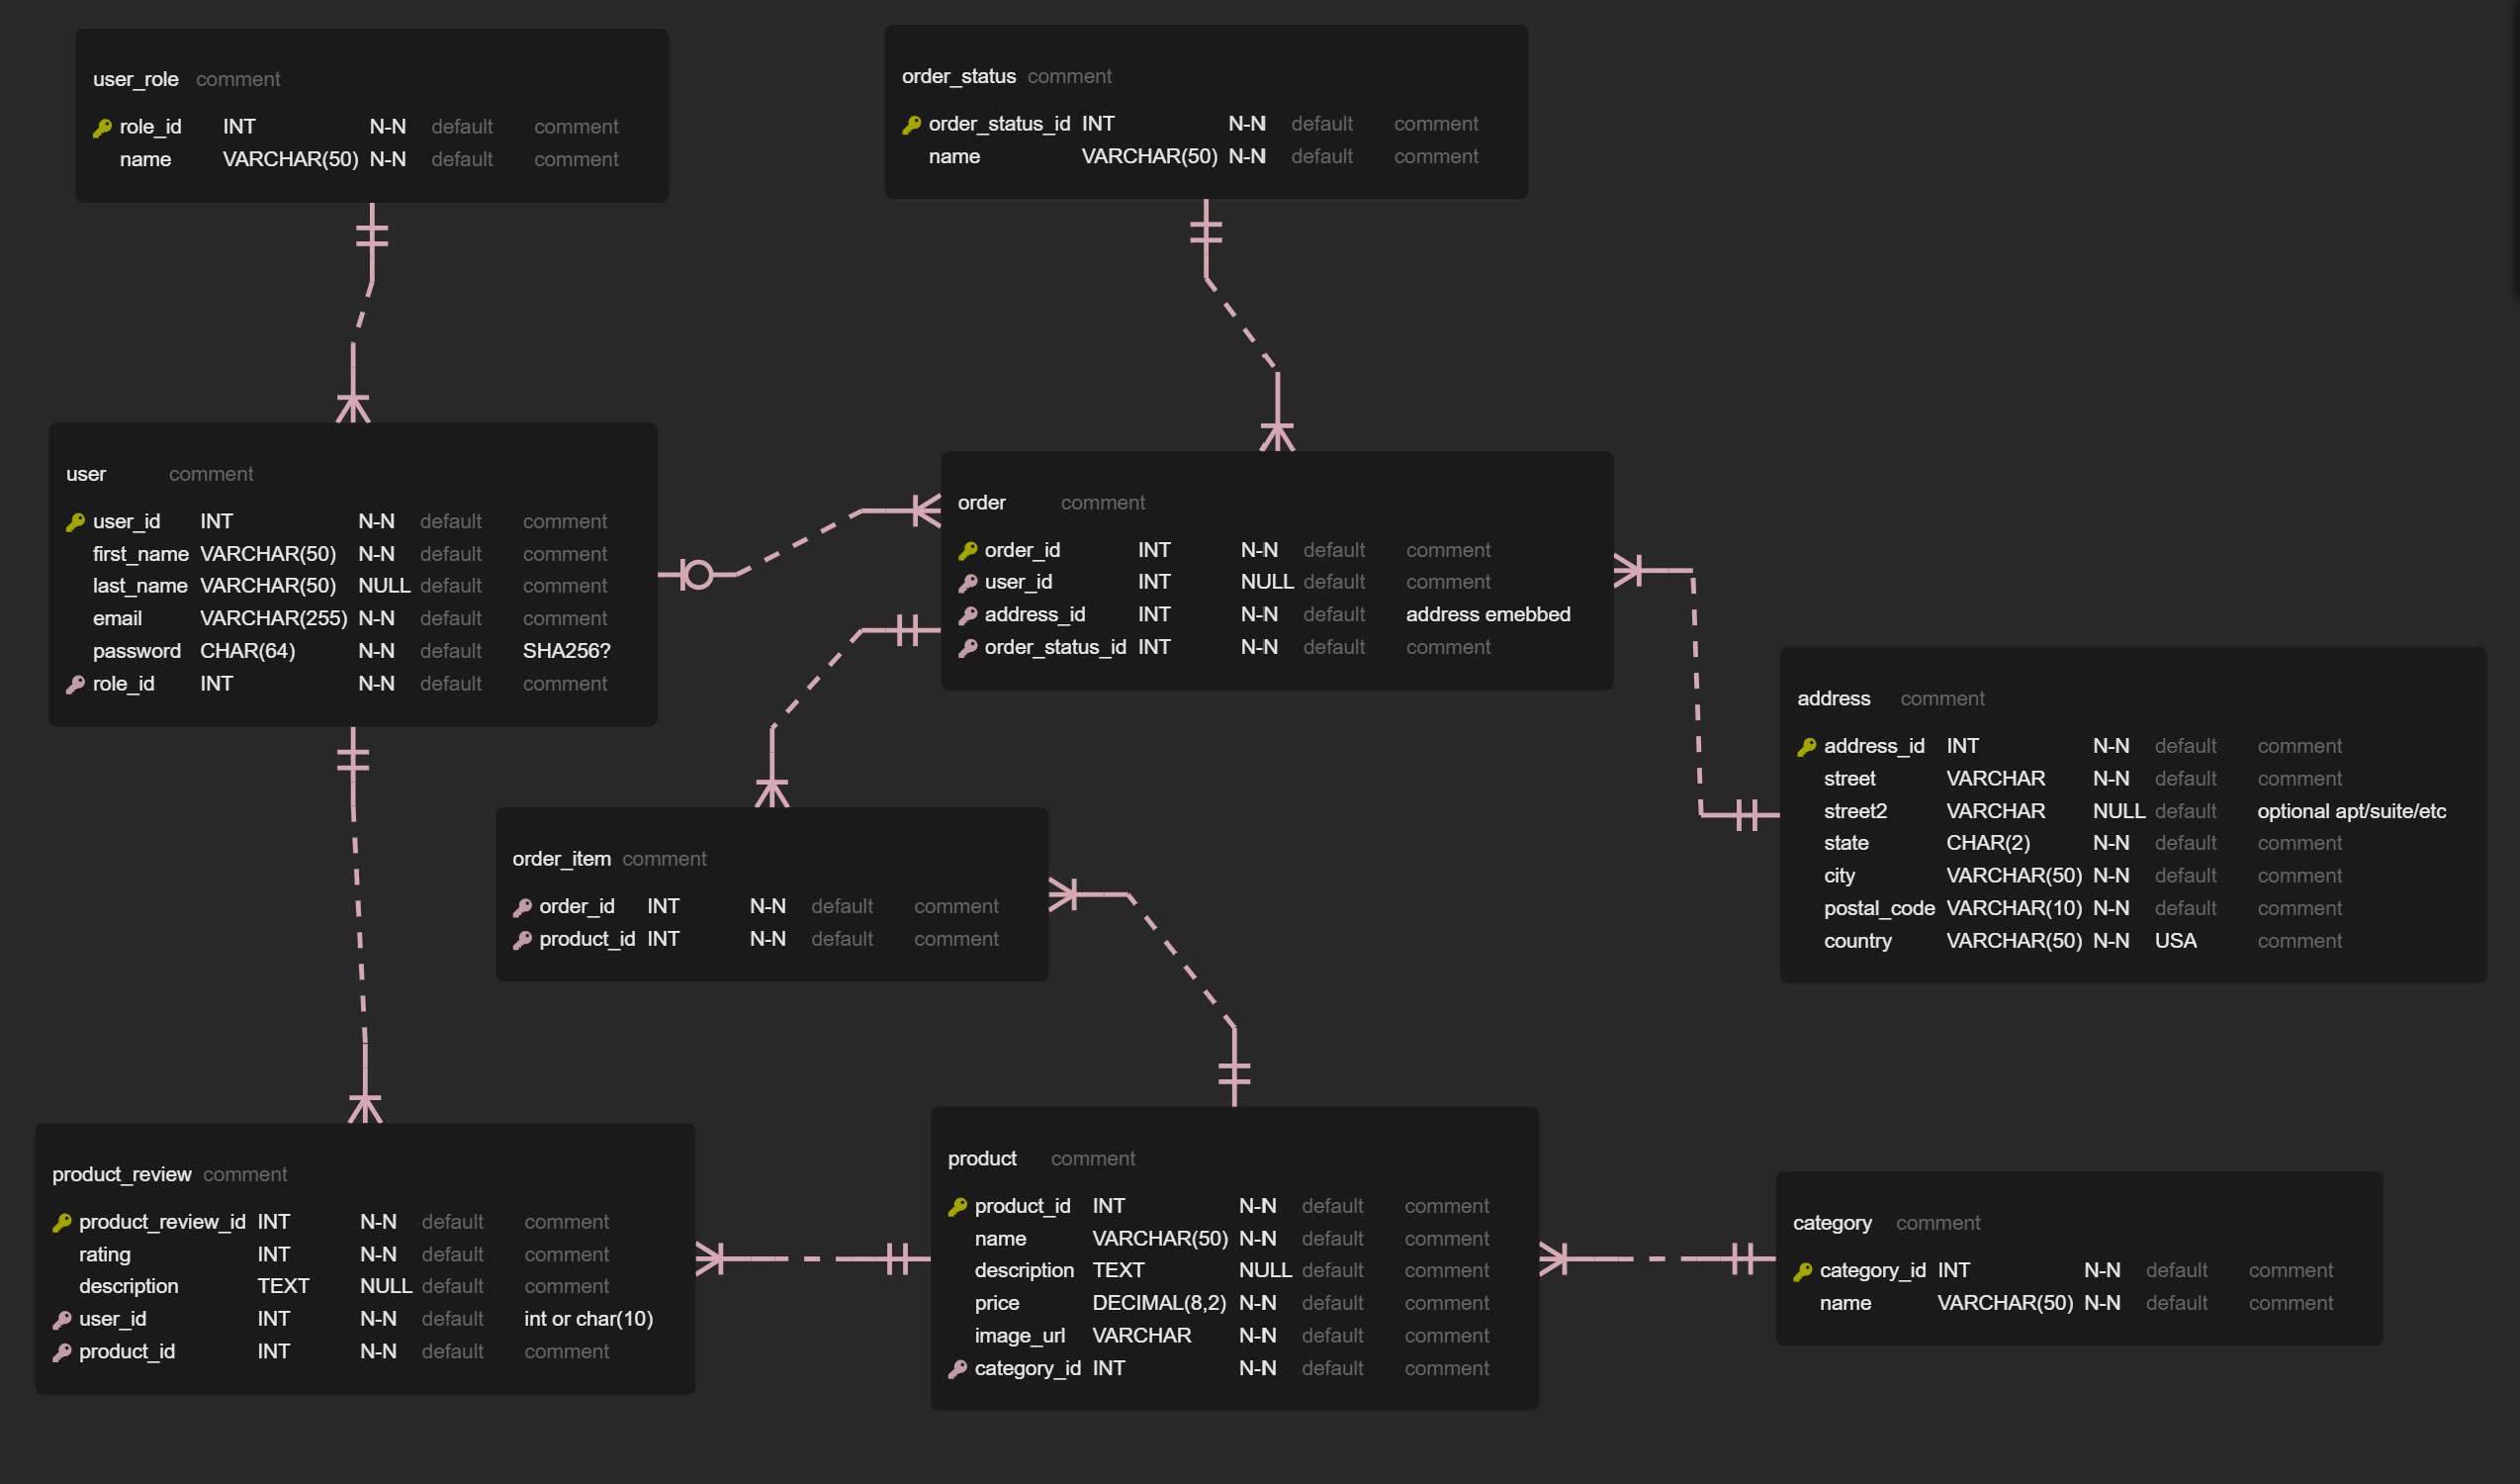 user_role comment
role_id INT N-N default comment
name VARCHAR(50) N-N default comment
order_status comment
order_status_id INT N-N default comment
name VARCHAR(50) N-N default comment
user comment
user_id INT N-N default comment
first_name VARCHAR(50) N-N default comment
last_name VARCHAR(50) NULL default comment
email VARCHAR(255) N-N default comment
password CHAR(64) N-N default SHA256?
role_id INT N-N default comment
order comment
order_id INT N-N default comment
user_id INT NULL default comment
address_id INT N-N default address emebbed
order_status_id INT N-N default comment
address comment
address_id INT N-N default comment
street VARCHAR N-N default comment
street2 VARCHAR NULL default optional apt/suite/etc
state CHAR(2) N-N default comment
city VARCHAR(50) N-N default comment
postal_code VARCHAR(10) N-N default comment
country VARCHAR(50) N-N USA comment
order_item comment
order_id INT N-N default comment
product_id INT N-N default comment
product_review comment
product_review_id INT N-N default comment
rating INT N-N default comment
description TEXT NULL default comment
user_id INT N-N default int or char(10)
product_id INT N-N default comment
product comment
product_id INT N-N default comment
name VARCHAR(50) N-N default comment
description TEXT NULL default comment
price DECIMAL(8,2) N-N default comment
image_url VARCHAR N-N default comment
category_id INT N-N default comment
category comment
category_id INT N-N default comment
name VARCHAR(50) N-N default comment